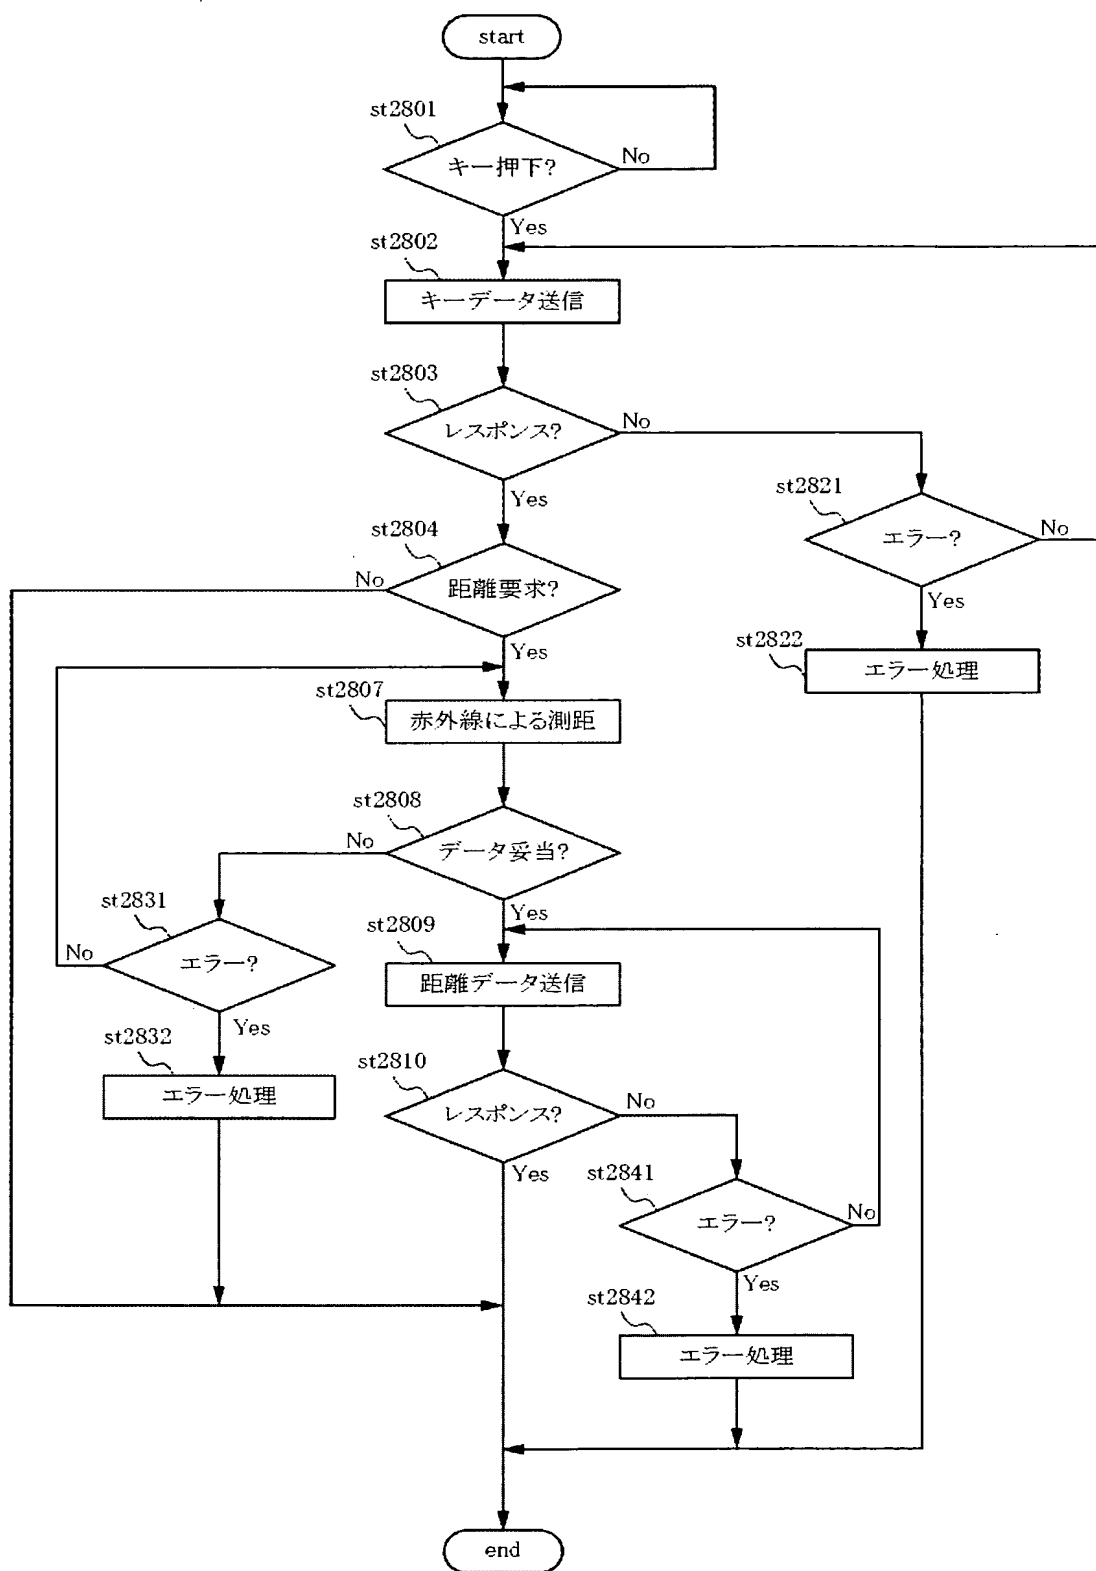 start
st2801
キー押下?
No
Yes
st2802
キーデータ送信
st2803
レスポンス?
No
Yes
st2821
エラー?
No
Yes
st2822
エラー処理
st2804
No
距離要求?
Yes
st2807
赤外線による測距
st2808
No
データ妥当?
Yes
st2831
No
エラー?
Yes
st2832
エラー処理
st2809
距離データ送信
st2810
レスポンス?
No
Yes
st2841
エラー?
No
Yes
st2842
エラー処理
end